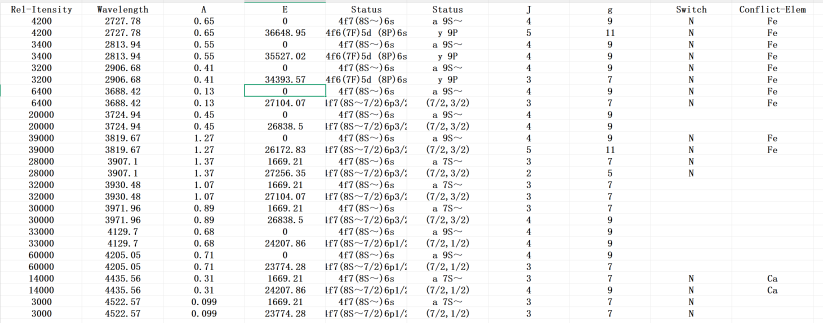 Rel-Itensity Wavelength A E Status Status J g Switch Conflict-Elem
4200 2727.78 0.65 0 4f7(8S~)6s a 9S~ 4 9 N Fe
4200 2727.78 0.65 36648.95 4f6(7F)5d (8P)6s y 9P 5 11 N Fe
3400 2813.94 0.55 0 4f7(8S~)6s a 9S~ 4 9 N Fe
3400 2813.94 0.55 35527.02 4f6(7F)5d (8P)6s y 9P 4 9 N Fe
3200 2906.68 0.41 0 4f7(8S~)6s a 9S~ 4 9 N Fe
3200 2906.68 0.41 34393.57 4f6(7F)5d (8P)6s y 9P 3 7 N Fe
6400 3688.42 0.13 0 4f7(8S~)6s a 9S~ 4 9 N Fe
6400 3688.42 0.13 27104.07 4f7(8S~7/2)6p3/2 (7/2,3/2) 3 7 N Fe
20000 3724.94 0.45 0 4f7(8S~)6s a 9S~ 4 9
20000 3724.94 0.45 26838.5 4f7(8S~7/2)6p3/2 (7/2,3/2) 4 9
39000 3819.67 1.27 0 4f7(8S~)6s a 9S~ 4 9 N Fe
39000 3819.67 1.27 26172.83 4f7(8S~7/2)6p3/2 (7/2,3/2) 5 11 N Fe
28000 3907.1 1.37 1669.21 4f7(8S~)6s a 7S~ 3 7 N
28000 3907.1 1.37 27256.35 4f7(8S~7/2)6p3/2 (7/2,3/2) 2 5 N
32000 3930.48 1.07 1669.21 4f7(8S~)6s a 7S~ 3 7
32000 3930.48 1.07 27104.07 4f7(8S~7/2)6p3/2 (7/2,3/2) 3 7
30000 3971.96 0.89 1669.21 4f7(8S~)6s a 7S~ 3 7
30000 3971.96 0.89 26838.5 4f7(8S~7/2)6p3/2 (7/2,3/2) 4 9
33000 4129.7 0.68 0 4f7(8S~)6s a 9S~ 4 9
33000 4129.7 0.68 24207.86 4f7(8S~7/2)6p1/2 (7/2,1/2) 4 9
60000 4205.05 0.71 0 4f7(8S~)6s a 9S~ 4 9
60000 4205.05 0.71 23774.28 4f7(8S~7/2)6p1/2 (7/2,1/2) 3 7
14000 4435.56 0.31 1669.21 4f7(8S~)6s a 7S~ 3 7 N Ca
14000 4435.56 0.31 24207.86 4f7(8S~7/2)6p1/2 (7/2,1/2) 4 9 N Ca
3000 4522.57 0.099 1669.21 4f7(8S~)6s a 7S~ 3 7 N
3000 4522.57 0.099 23774.28 4f7(8S~7/2)6p1/2 (7/2,1/2) 3 7 N